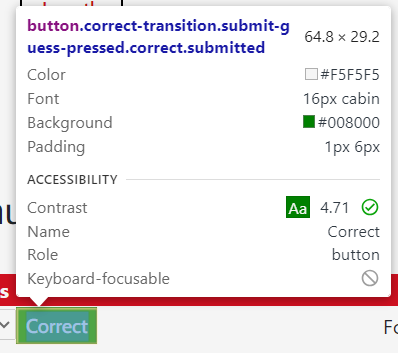 button.correct-transition.submit-g
uess-pressed.correct.submitted
64.8 × 29.2
Color #F5F5F5
Font 16px cabin
Background #008000
Padding 1px 6px
ACCESSIBILITY
Contrast Aa 4.71
Name Correct
Role button
Keyboard-focusable
s
Correct
Fo